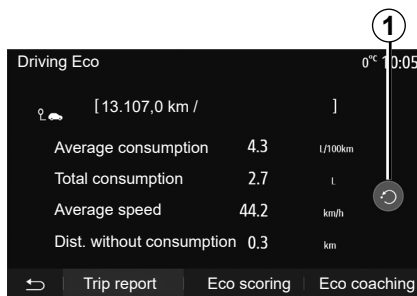 1
Driving Eco 0°C 10:05
[ 13.107,0 km / ]
Average consumption 4.3 L/100km
Total consumption 2.7 L
Average speed 44.2 km/h
Dist. without consumption 0.3 km
Trip report Eco scoring Eco coaching